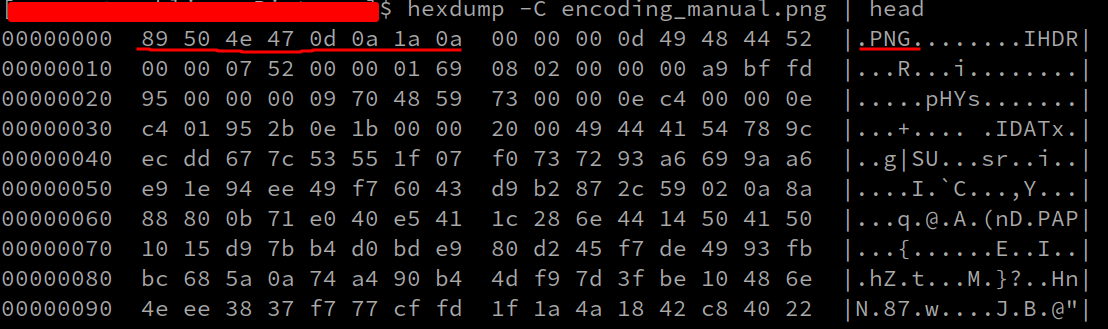 $ hexdump -C encoding_manual.png | head
00000000  89 50 4e 47 0d 0a 1a 0a  00 00 00 0d 49 48 44 52  |.PNG........IHDR|
00000010  00 00 07 52 00 00 01 69  08 02 00 00 00 a9 bf fd  |...R...i........|
00000020  95 00 00 00 09 70 48 59  73 00 00 0e c4 00 00 0e  |.....pHYs.......|
00000030  c4 01 95 2b 0e 1b 00 00  20 00 49 44 41 54 78 9c  |...+.... .IDATx.|
00000040  ec dd 67 7c 53 55 1f 07  f0 73 72 93 a6 69 9a a6  |..g|SU...sr..i..|
00000050  e9 1e 94 ee 49 f7 60 43  d9 b2 87 2c 59 02 0a 8a  |....I.`C...,Y...|
00000060  88 80 0b 71 e0 40 e5 41  1c 28 6e 44 14 50 41 50  |...q.@.A.(nD.PAP|
00000070  10 15 d9 7b b4 d0 bd e9  80 d2 45 f7 de 49 93 fb  |...{......E..I..|
00000080  bc 68 5a 0a 74 a4 90 b4  4d f9 7d 3f be 10 48 6e  |.hZ.t...M.}?..Hn|
00000090  4e ee 38 37 f7 77 cf fd  1f 1a 4a 18 42 c8 40 22  |N.87.w....J.B.@"|